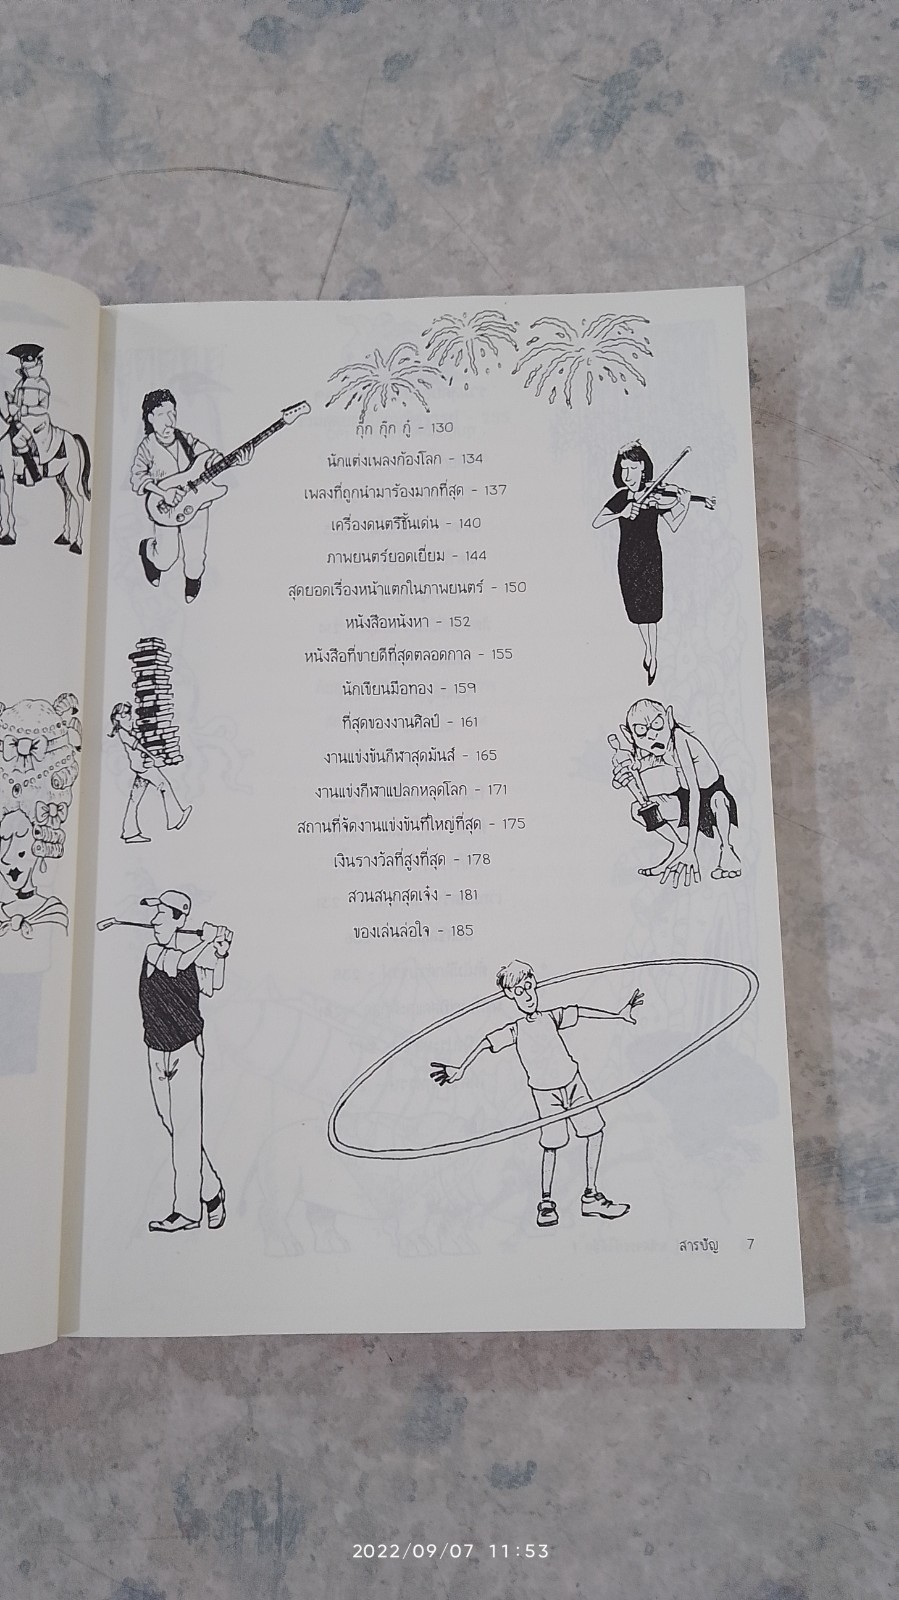 กุ๊ก กุ๊ก กู๋ - 130
นักแต่งเพลงก้องโลก - 134
เพลงที่ถูกนำมาร้องมากที่สุด - 137
เครื่องดนตรีชั้นเด่น - 140
ภาพยนตร์ยอดเยี่ยม - 144
สุดยอดเรื่องหน้าแตกในภาพยนตร์ - 150
หนังสือหนังหา - 152
หนังสือที่ขายดีที่สุดตลอดกาล - 155
นักเขียนมือทอง - 159
ที่สุดของงานศิลป์ - 161
งานแข่งขันกีฬาสุดมันส์ - 165
งานแข่งกีฬาแปลกหลุดโลก - 171
สถานที่จัดงานแข่งขันที่ใหญ่ที่สุด - 175
เงินรางวัลที่สูงที่สุด - 178
สวนสนุกสุดเจ๋ง - 181
ของเล่นล่อใจ - 185
สารบัญ 7
2022/09/07 11:53